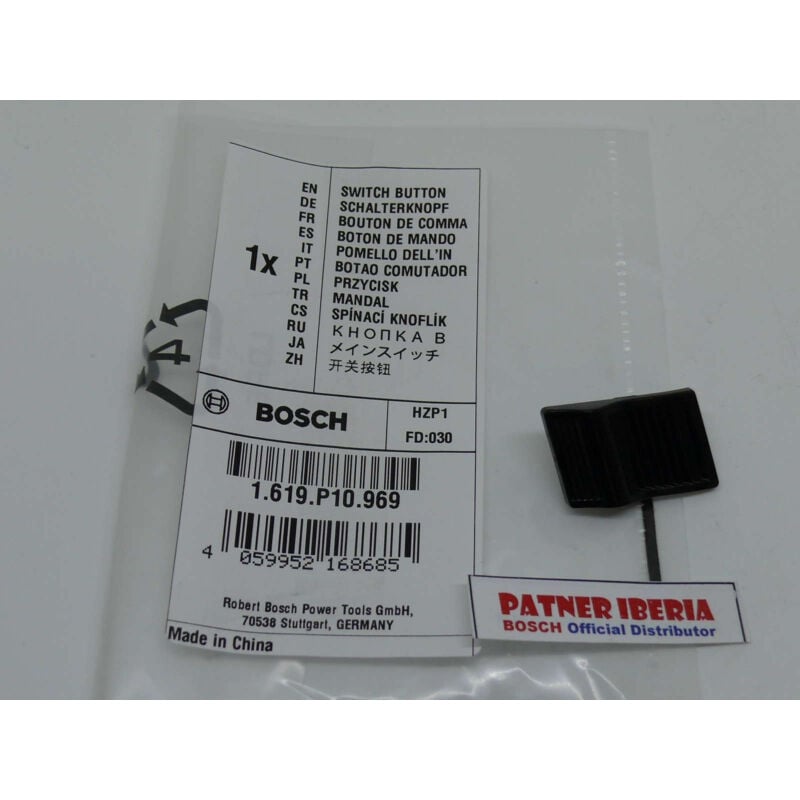 1x
EN SWITCH BUTTON
DE SCHALTERKNOPF
FR BOUTON DE COMMA
ES BOTON DE MANDO
IT POMELLO DELL'IN
PT BOTAO COMUTADOR
PL PRZYCISK
TR MANDAL
CS SPÍNACÍ KNOFLÍK
RU КНОПКА В
JA メインスイッチ
ZH 开关按钮
BOSCH
HZP1
FD:030
1.619.P10.969
4 059952 168685
Robert Bosch Power Tools GmbH,
70538 Stuttgart, GERMANY
Made in China
4
PATNER IBERIA
BOSCH Official Distributor